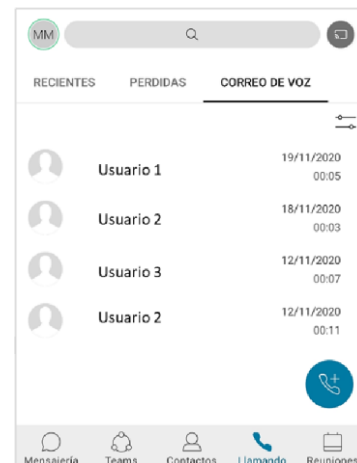 MM
RECIENTES PERDIDAS CORREO DE VOZ
Usuario 1 19/11/2020
00:05
Usuario 2 18/11/2020
00:03
Usuario 3 12/11/2020
00:07
Usuario 2 12/11/2020
00:11
Mensajería Teams Contactos Llamando Reuniones